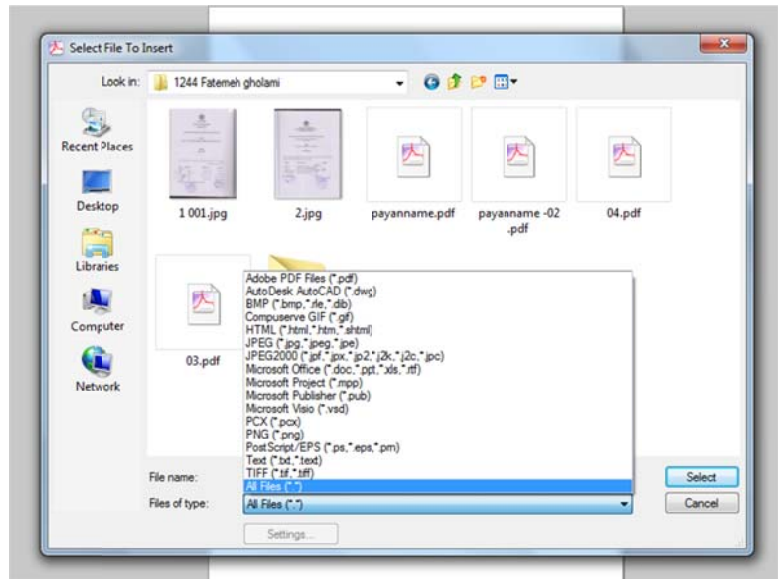 Select File To Insert
Look in:
1244 Fatemeh gholami
Recent Places
Desktop
Libraries
Computer
Network
1 001.jpg
2.jpg
payanname.pdf
payanname -02
.pdf
04.pdf
03.pdf
Adobe PDF Files (*.pdf)
AutoDesk AutoCAD (*.dwg)
BMP (*.bmp,*.rle,*.dib)
Compuserve GIF (*.gif)
HTML (*.html,*.htm,*.shtml)
JPEG (*.jpg,*.jpeg,*.jpe)
JPEG2000 (*.jpf,*.jpx,*.jp2,*.j2k,*.j2c,*.jpc)
Microsoft Office (*.doc,*.ppt,*.xls,*.rtf)
Microsoft Project (*.mpp)
Microsoft Publisher (*.pub)
Microsoft Visio (*.vsd)
PCX (*.pcx)
PNG (*.png)
PostScript/EPS (*.ps,*.eps,*.prn)
Text (*.txt,*.text)
TIFF (*.tif,*.tiff)
All Files (*.*)
File name:
Select
Files of type:
All Files (*.*)
Cancel
Settings...